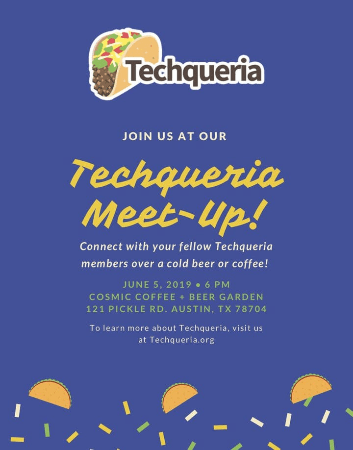 Techqueria
JOIN US AT OUR
Techqueria
Meet-Up!
Connect with your fellow Techqueria
members over a cold beer or coffee!
JUNE 5, 2019 • 6 PM
COSMIC COFFEE + BEER GARDEN
121 PICKLE RD. AUSTIN, TX 78704
To learn more about Techqueria, visit us
at Techqueria.org